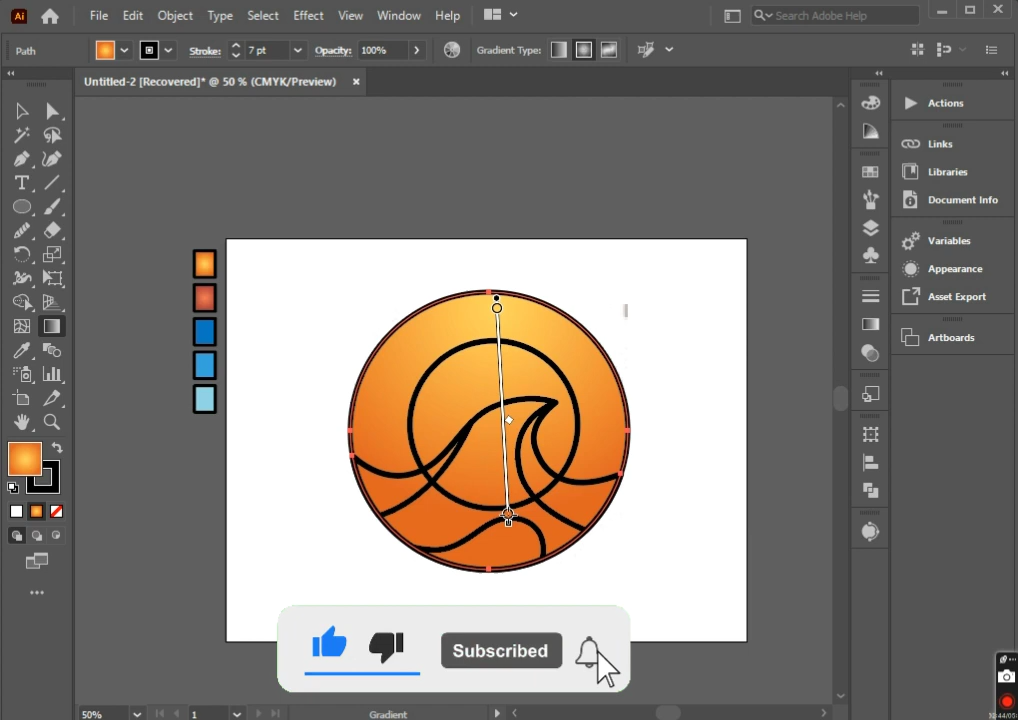 Ai
File Edit Object Type Select Effect View Window Help
Search Adobe Help
Path
Stroke: 7 pt
Opacity: 100%
Gradient Type:
Untitled-2 [Recovered]* @ 50 % (CMYK/Preview) ×
Actions
Links
Libraries
Document Info
Variables
Appearance
Asset Export
Artboards
T
Subscribed
50%
1
Gradient